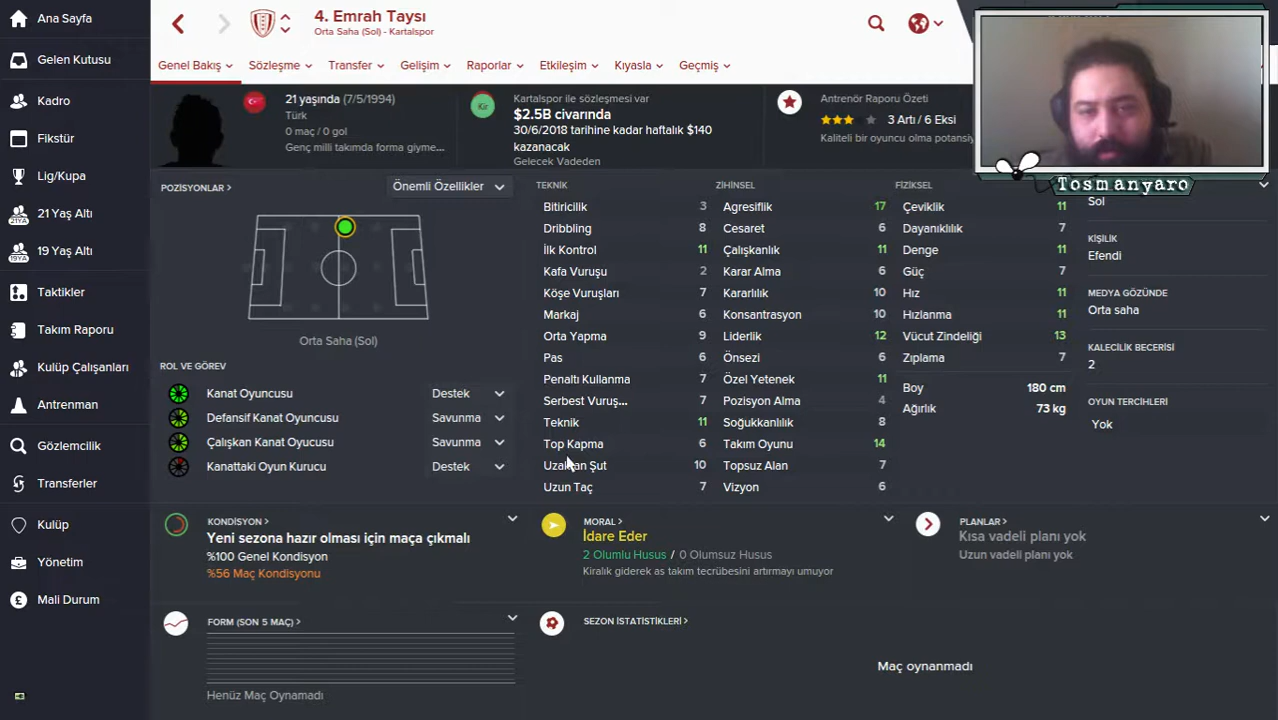 Ana Sayfa
Gelen Kutusu
Kadro
Fikstür
Lig/Kupa
21 Yaş Altı
19 Yaş Altı
Taktikler
Takım Raporu
Kulüp Çalışanları
Antrenman
Gözlemcilik
Transferler
Kulüp
Yönetim
Mali Durum
4. Emrah Taysı
Orta Saha (Sol) - Kartalspor
Genel Bakış
Sözleşme
Transfer
Gelişim
Raporlar
Etkileşim
Kıyasla
Geçmiş
21 yaşında (7/5/1994)
Türk
0 maç / 0 gol
Genç milli takımda forma giyme...
Kir
Kartalspor ile sözleşmesi var
$2.5B civarında
30/6/2018 tarihine kadar haftalık $140
kazanacak
Gelecek Vadeden
Antrenör Raporu Özeti
3 Artı / 6 Eksi
Kaliteli bir oyuncu olma potansiy
Tosmanyaro
POZİSYONLAR >
Önemli Özellikler
Orta Saha (Sol)
ROL VE GÖREV
Kanat Oyuncusu Destek
Defansif Kanat Oyuncusu Savunma
Çalışkan Kanat Oyuncusu Savunma
Kanattaki Oyun Kurucu Destek
TEKNİK
Bitiricilik 3
Dribbling 8
İlk Kontrol 11
Kafa Vuruşu 2
Köşe Vuruşları 7
Markaj 6
Orta Yapma 9
Pas 6
Penaltı Kullanma 7
Serbest Vuruş... 7
Teknik 11
Top Kapma 6
Uzaktan Şut 10
Uzun Taç 7
ZİHİNSEL
Agresiflik 17
Cesaret 6
Çalışkanlık 11
Karar Alma 6
Kararlılık 10
Konsantrasyon 10
Liderlik 12
Önsezi 6
Özel Yetenek 11
Pozisyon Alma 4
Soğukkanlılık 8
Takım Oyunu 14
Topsuz Alan 7
Vizyon 6
FİZİKSEL
Çeviklik 11
Dayanıklılık 7
Denge 11
Güç 7
Hız 11
Hızlanma 11
Vücut Zindeliği 13
Zıplama 7
Boy 180 cm
Ağırlık 73 kg
Sol
KİŞİLİK
Efendi
MEDYA GÖZÜNDE
Orta saha
KALECİLİK BECERİSİ
2
OYUN TERCİHLERİ
Yok
KONDİSYON >
Yeni sezona hazır olması için maça çıkmalı
%100 Genel Kondisyon
%56 Maç Kondisyonu
MORAL >
İdare Eder
2 Olumlu Husus / 0 Olumsuz Husus
Kiralık giderek as takım tecrübesini artırmayı umuyor
PLANLAR >
Kısa vadeli planı yok
Uzun vadeli planı yok
FORM (SON 5 MAÇ) >
Henüz Maç Oynamadı
SEZON İSTATİSTİKLERİ >
Maç oynanmadı